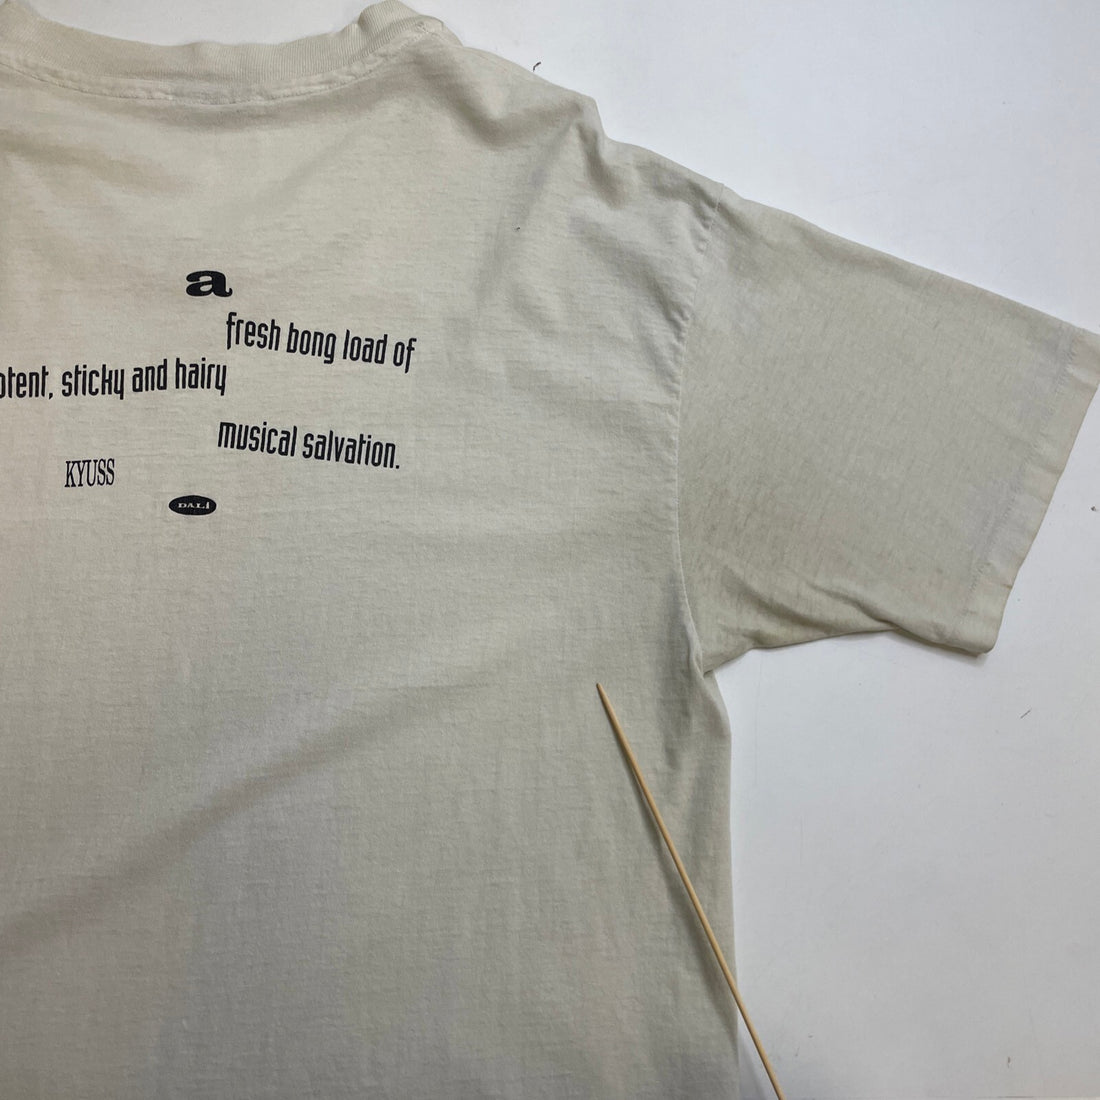 a
fresh bong load of
otent, sticky and hairy
musical salvation.
KYUSS
DALI